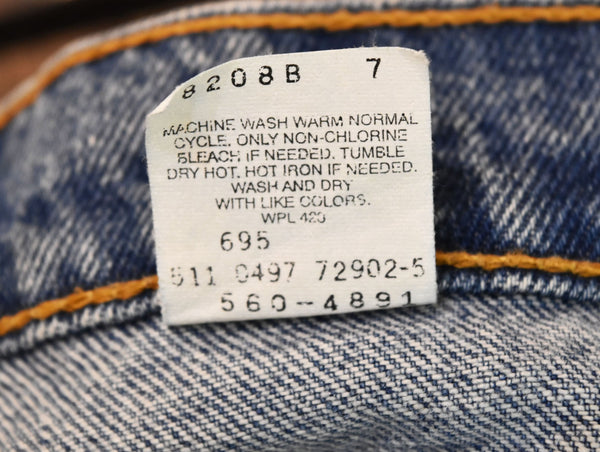 8208B 7
MACHINE WASH WARM NORMAL
CYCLE. ONLY NON-CHLORINE
BLEACH IF NEEDED. TUMBLE
DRY HOT. HOT IRON IF NEEDED.
WASH AND DRY
WITH LIKE COLORS.
WPL 423
695
511 0497 72902-5
560-4891